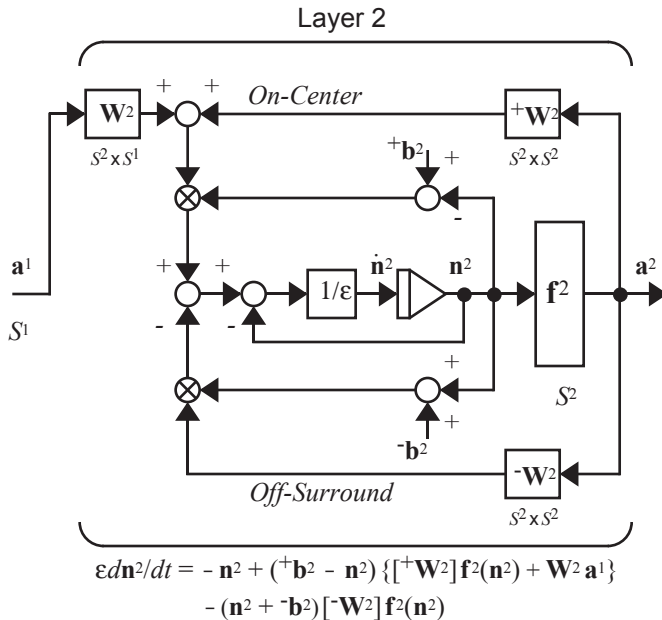 Layer 2
+ +
On-Center
W²
⁺W²
S² x S¹
⁺b²
+
S² x S²
-
a¹
+
+
ṅ²
n²
a²
1/ε
f²
S¹
-
-
+
S²
+
⁻b²
⁻W²
Off-Surround
S² x S²
εdn²/dt = - n² + (⁺b² - n²) {[⁺W²] f²(n²) + W² a¹}
- (n² + ⁻b²) [⁻W²] f²(n²)